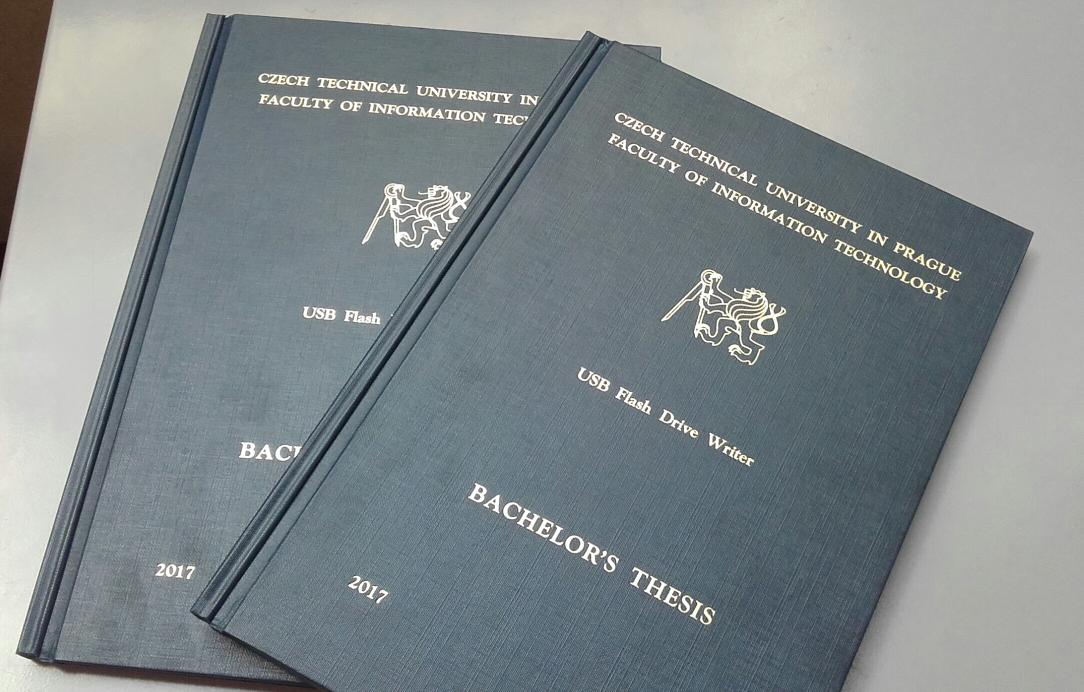 CZECH TECHNICAL UNIVERSITY IN
FACULTY OF INFORMATION
USB Flash
2017
CZECH TECHNICAL UNIVERSITY IN PRAGUE
FACULTY OF INFORMATION TECHNOLOGY
USB Flash Drive Writer
BACHELOR'S THESIS
2017